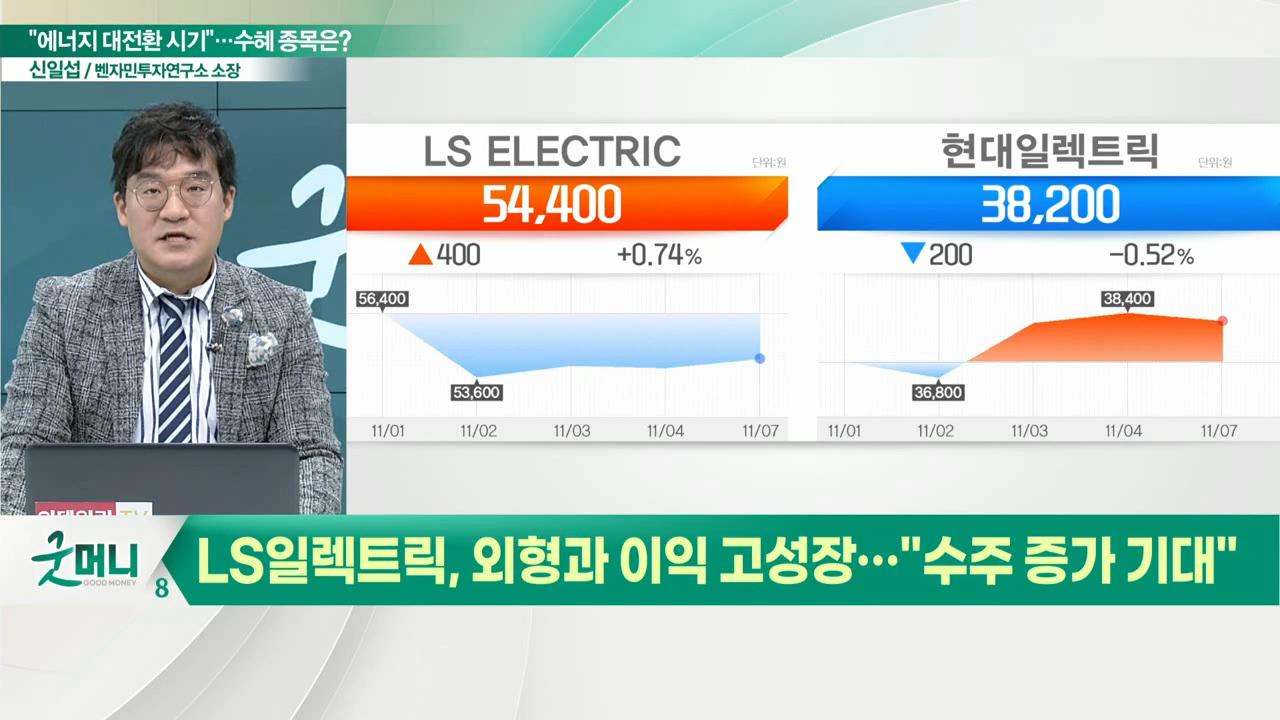 "에너지 대전환 시기"…수혜 종목은?
신일섭 / 벤자민투자연구소 소장
LS ELECTRIC
단위:원
54,400
▲400 +0.74%
56,400
53,600
11/01 11/02 11/03 11/04 11/07
현대일렉트릭
단위:원
38,200
▼200 -0.52%
38,400
36,800
11/01 11/02 11/03 11/04 11/07
굿머니
GOOD MONEY
8
LS일렉트릭, 외형과 이익 고성장…"수주 증가 기대"